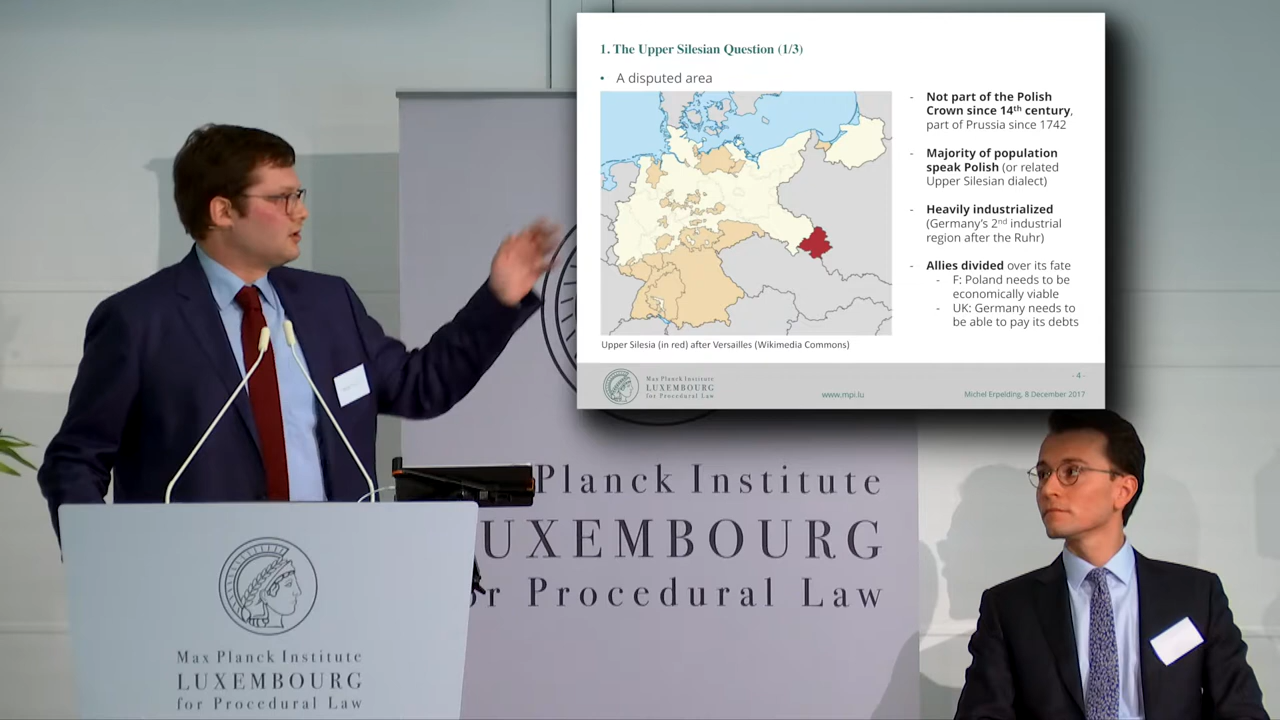 1. The Upper Silesian Question (1/3)
• A disputed area
- Not part of the Polish
Crown since 14th century,
part of Prussia since 1742
- Majority of population
speak Polish (or related
Upper Silesian dialect)
- Heavily industrialized
(Germany's 2nd industrial
region after the Ruhr)
- Allies divided over its fate
- F: Poland needs to be
economically viable
- UK: Germany needs to
be able to pay its debts
Upper Silesia (in red) after Versailles (Wikimedia Commons)
Max Planck Institute
LUXEMBOURG
for Procedural Law
www.mpi.lu
- 4 -
Michel Erpelding, 8 December 2017
Planck Institute
UXEMBOURG
or Procedural Law
Max Planck Institute
LUXEMBOURG
for Procedural Law